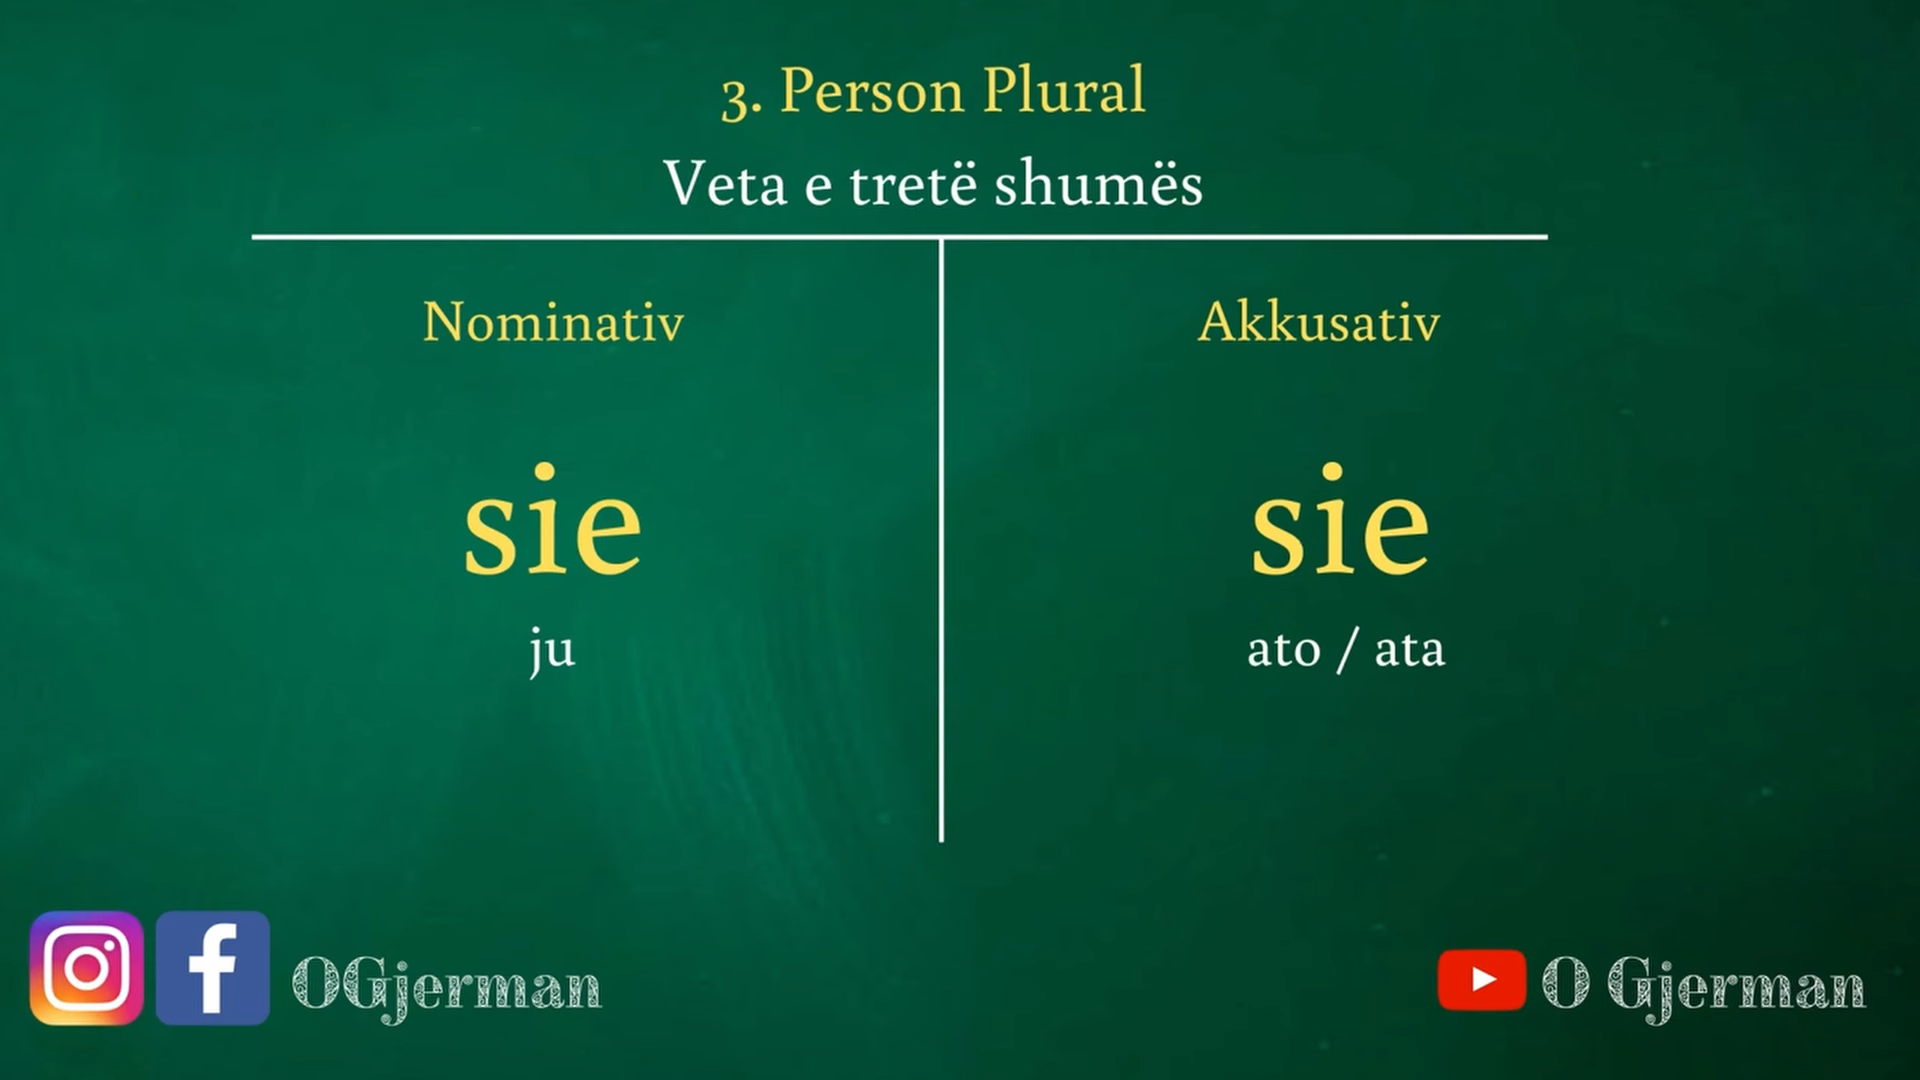 3. Person Plural
Veta e tretë shumës
Nominativ
Akkusativ
sie
sie
ju
ato / ata
OGjerman
O Gjerman